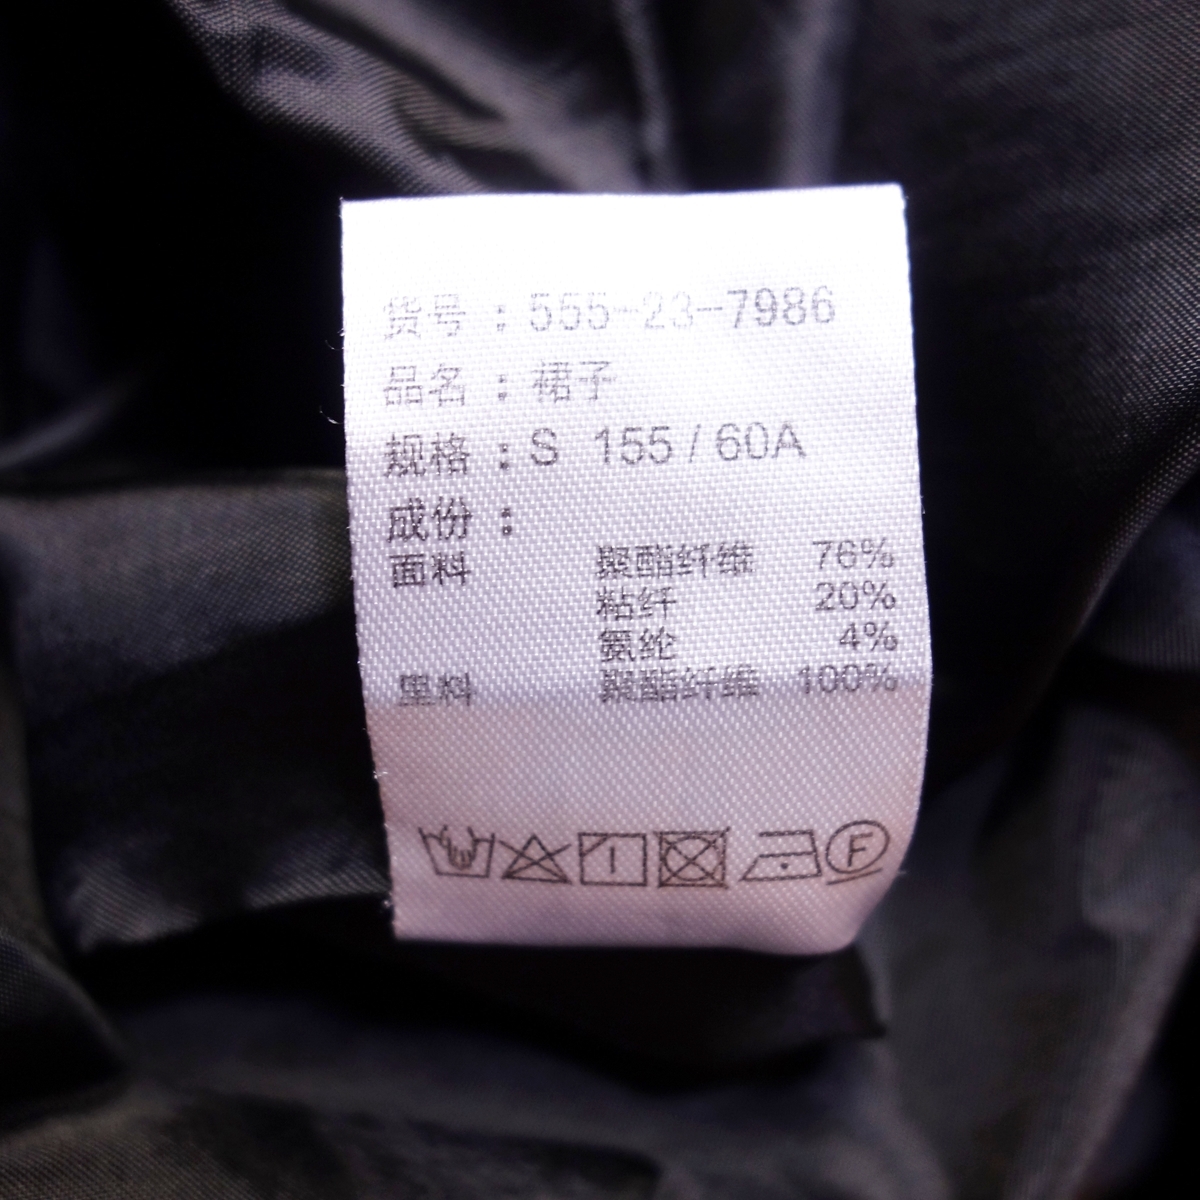 货号：555-23-7986
品名：裙子
规格：S 155/60A
成份：
面料 聚酯纤维 76%
粘纤 20%
氨纶 4%
里料 聚酯纤维 100%
F